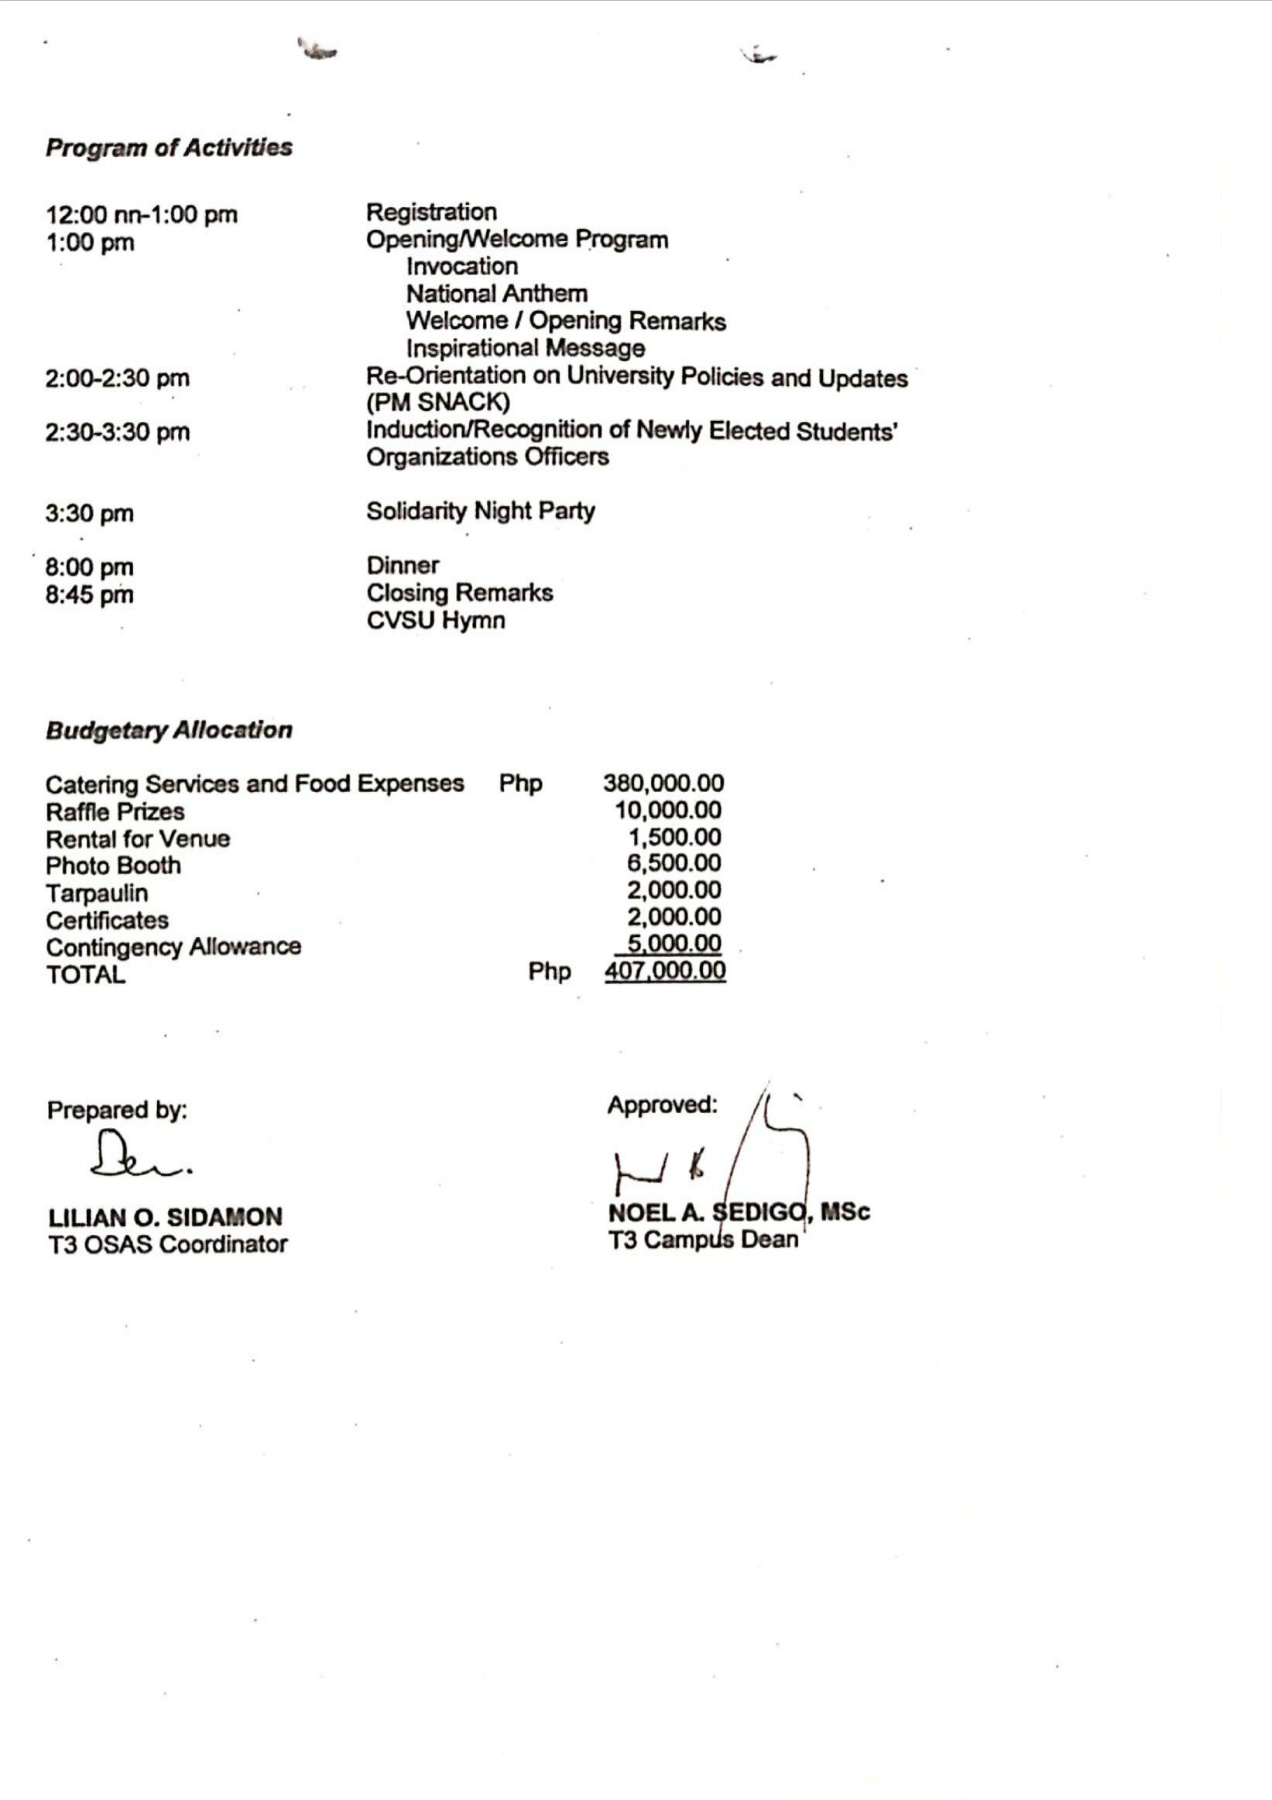 Program of Activities
12:00 nn-1:00 pm Registration
1:00 pm Opening/Welcome Program
Invocation
National Anthem
Welcome / Opening Remarks
Inspirational Message
2:00-2:30 pm Re-Orientation on University Policies and Updates
(PM SNACK)
2:30-3:30 pm Induction/Recognition of Newly Elected Students'
Organizations Officers
3:30 pm Solidarity Night Party
8:00 pm Dinner
8:45 pm Closing Remarks
CVSU Hymn
Budgetary Allocation
Catering Services and Food Expenses Php 380,000.00
Raffle Prizes 10,000.00
Rental for Venue 1,500.00
Photo Booth 6,500.00
Tarpaulin 2,000.00
Certificates 2,000.00
Contingency Allowance 5,000.00
TOTAL Php 407,000.00
Prepared by: Approved:
LILIAN O. SIDAMON NOEL A. SEDIGO, MSc
T3 OSAS Coordinator T3 Campus Dean